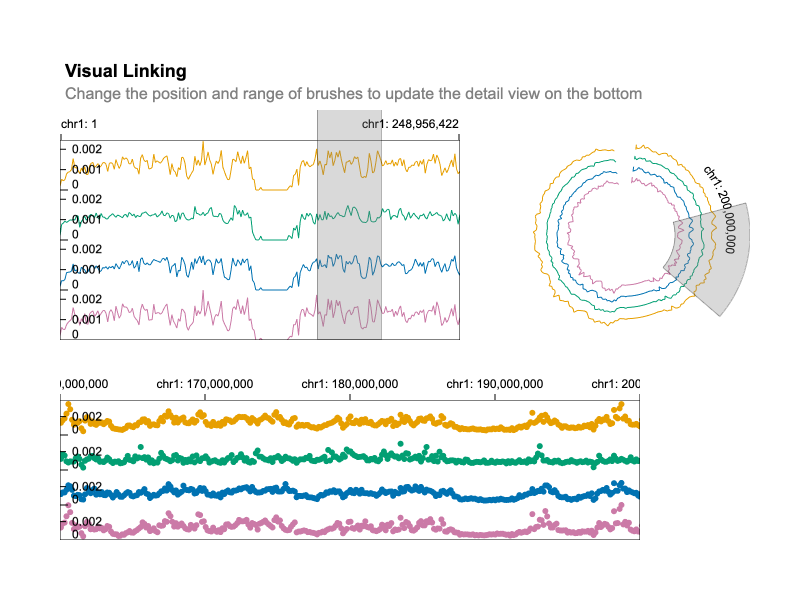 Visual Linking
Change the position and range of brushes to update the detail view on the bottom
chr1: 1
chr1: 248,956,422
0.002
0.001
0
0.002
0.001
0
0.002
0.001
0
0.002
0.001
0
chr1: 200,000,000
0,000,000
chr1: 170,000,000
chr1: 180,000,000
chr1: 190,000,000
chr1: 200
0.002
0
0.002
0
0.002
0
0.002
0